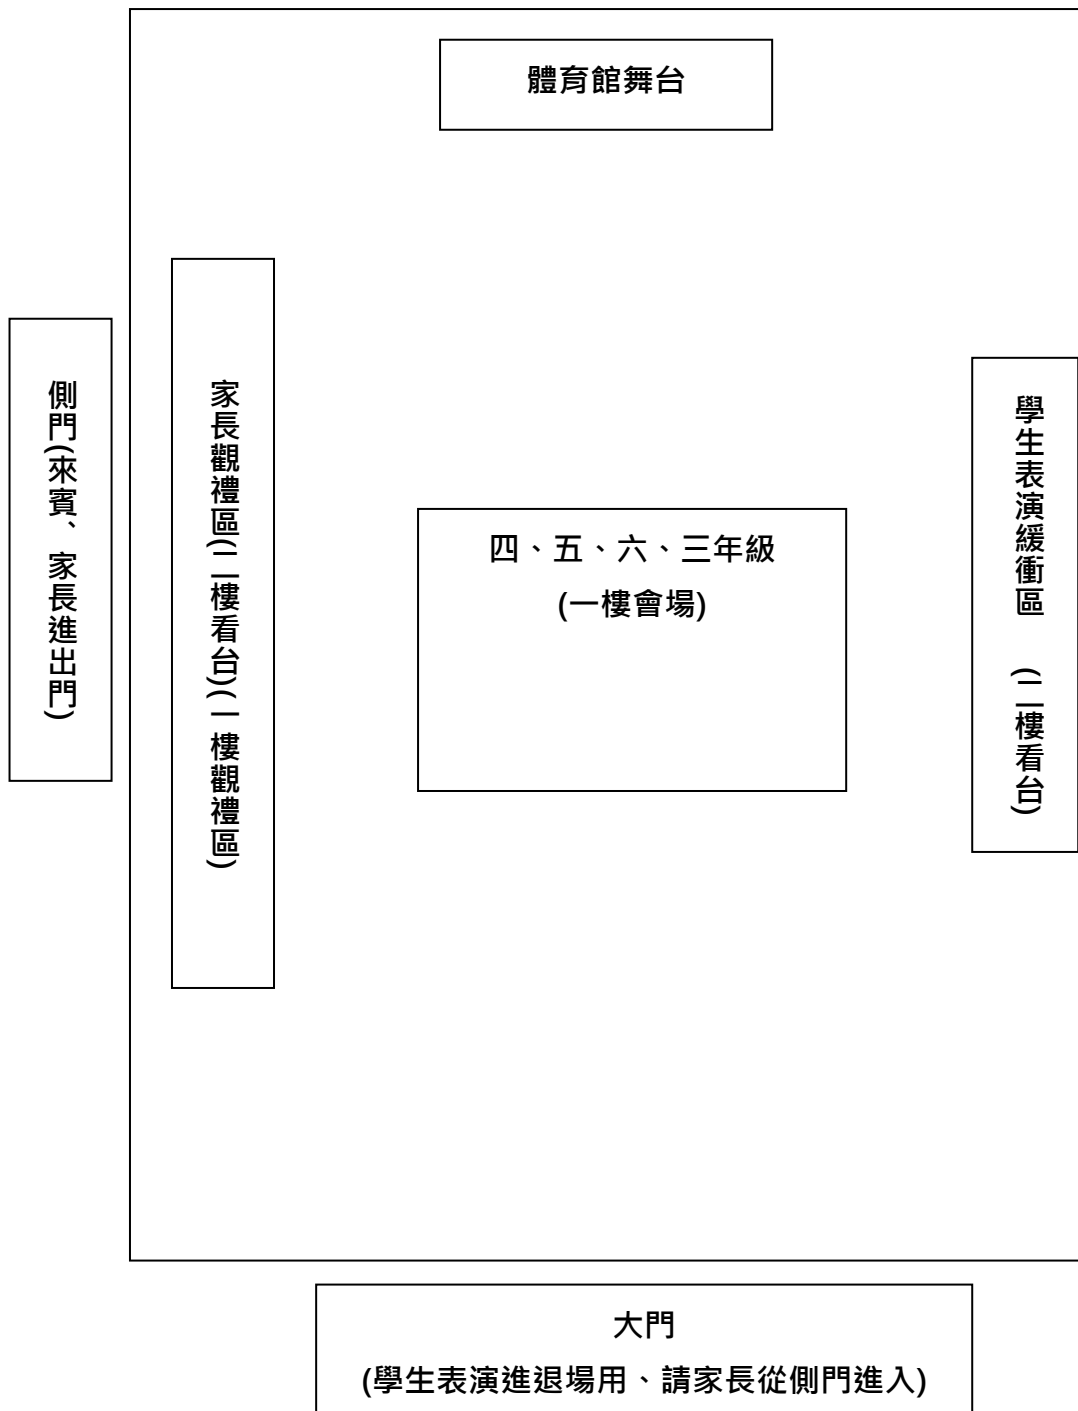 體育館舞台
側門(來賓、家長進出門)
家長觀禮區(二樓看台)(一樓觀禮區)
四、五、六、三年級
(一樓會場)
學生表演緩衝區 (二樓看台)
大門
(學生表演進退場用、請家長從側門進入)